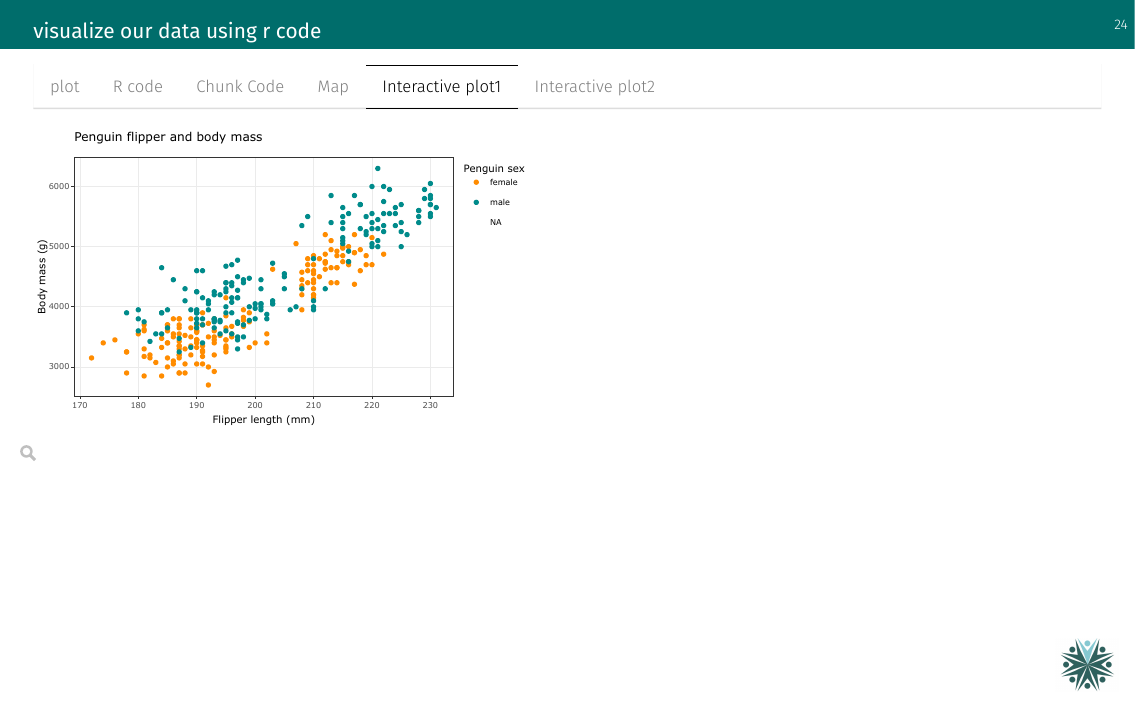 visualize our data using r code
24
plot
R code
Chunk Code
Map
Interactive plot1
Interactive plot2
Penguin flipper and body mass
Penguin sex
female
male
NA
Body mass (g)
6000
5000
4000
3000
170
180
190
200
210
220
230
Flipper length (mm)